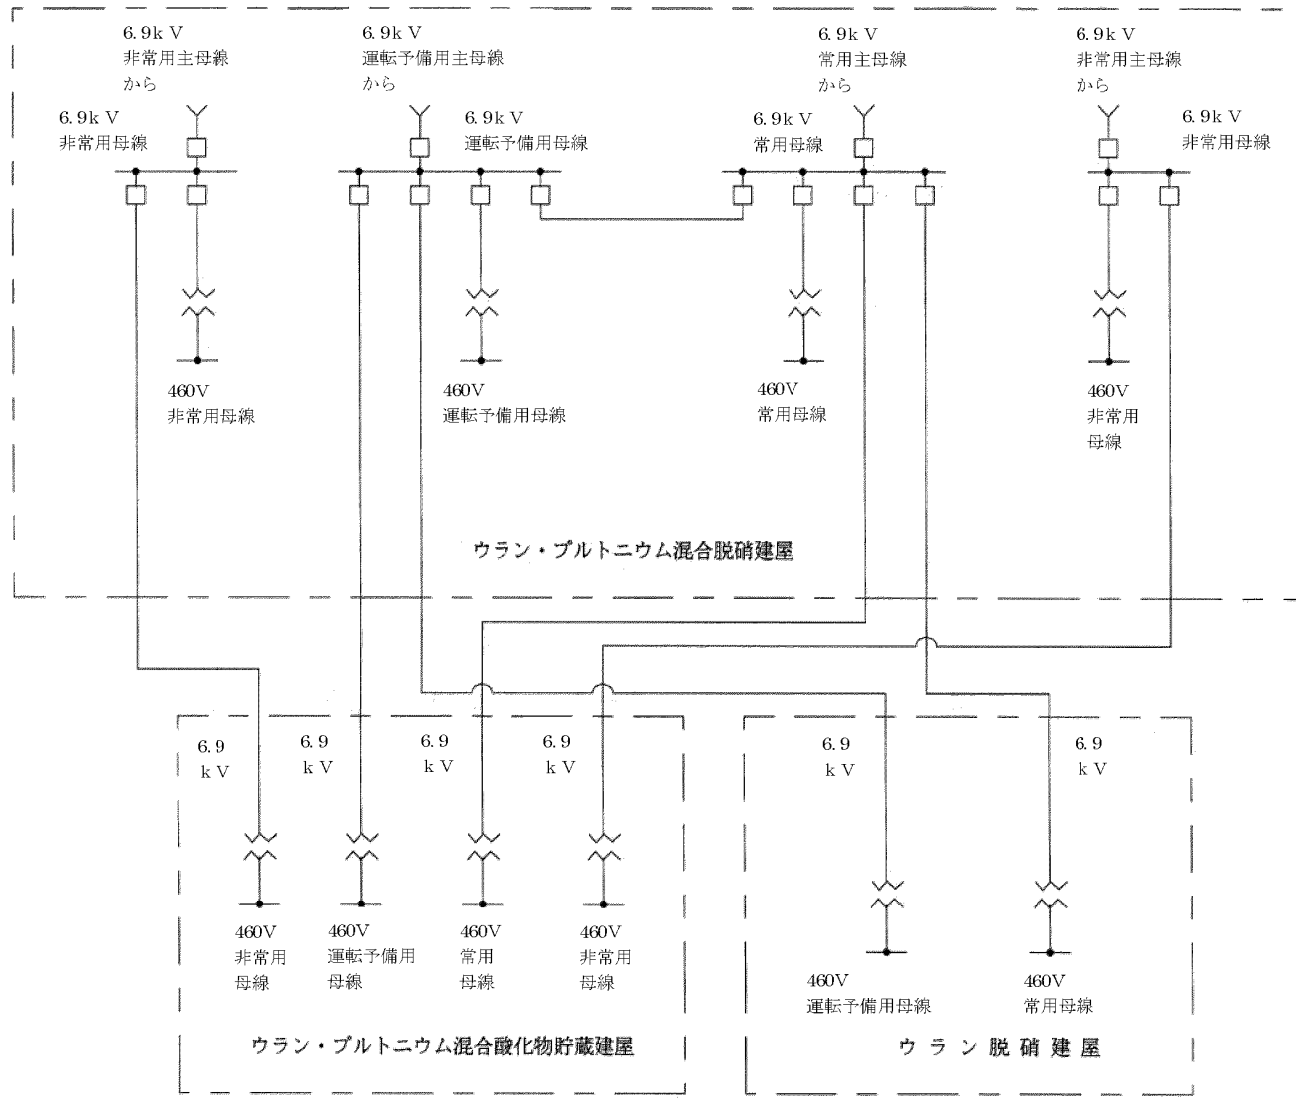 6.9kV
非常用主母線
から
6.9kV
運転予備用主母線
から
6.9kV
常用主母線
から
6.9kV
非常用主母線
から
6.9kV
非常用母線
6.9kV
運転予備用母線
6.9kV
常用母線
6.9kV
非常用母線
460V
非常用母線
460V
運転予備用母線
460V
常用母線
460V
非常用
母線
ウラン・プルトニウム混合脱硝建屋
6.9
kV
6.9
kV
6.9
kV
6.9
kV
6.9
kV
6.9
kV
460V
非常用
母線
460V
運転予備用
母線
460V
常用
母線
460V
非常用
母線
460V
運転予備用母線
460V
常用母線
ウラン・プルトニウム混合酸化物貯蔵建屋
ウラン脱硝建屋